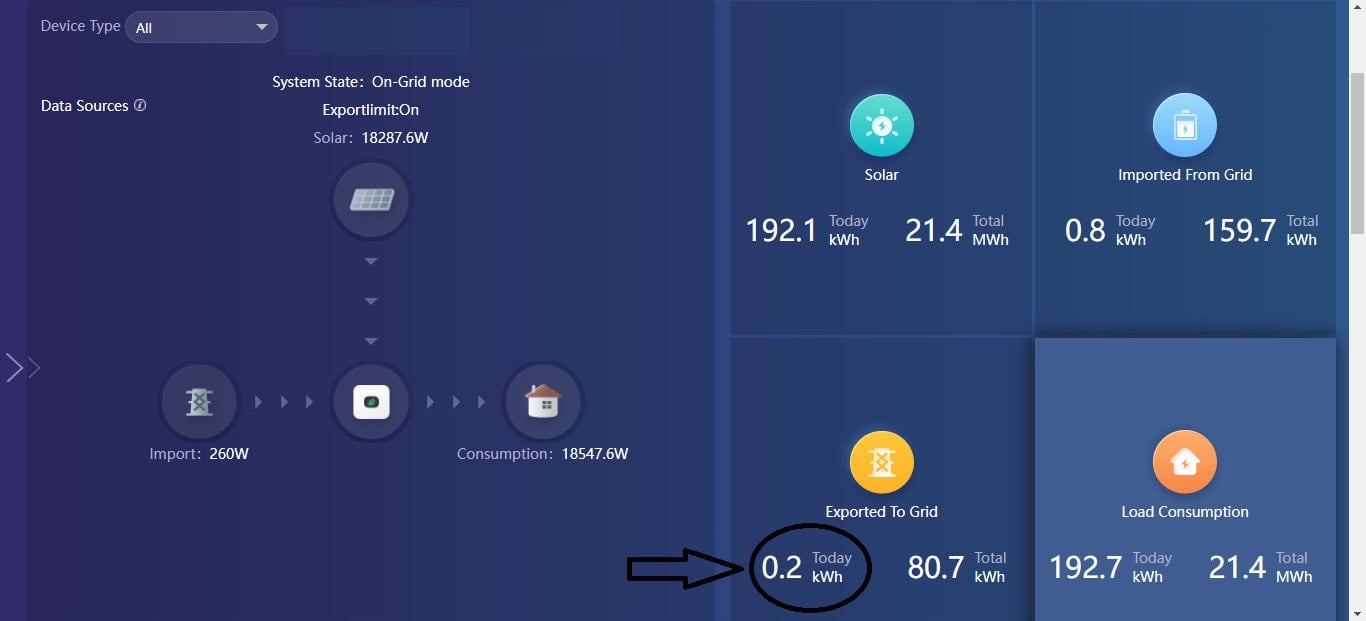 Device Type All
System State: On-Grid mode
Data Sources
Exportlimit:On
Solar: 18287.6W
Import: 260W
Consumption: 18547.6W
Solar
192.1 Today kWh 21.4 Total MWh
Imported From Grid
0.8 Today kWh 159.7 Total kWh
Exported To Grid
0.2 Today kWh 80.7 Total kWh
Load Consumption
192.7 Today kWh 21.4 Total MWh